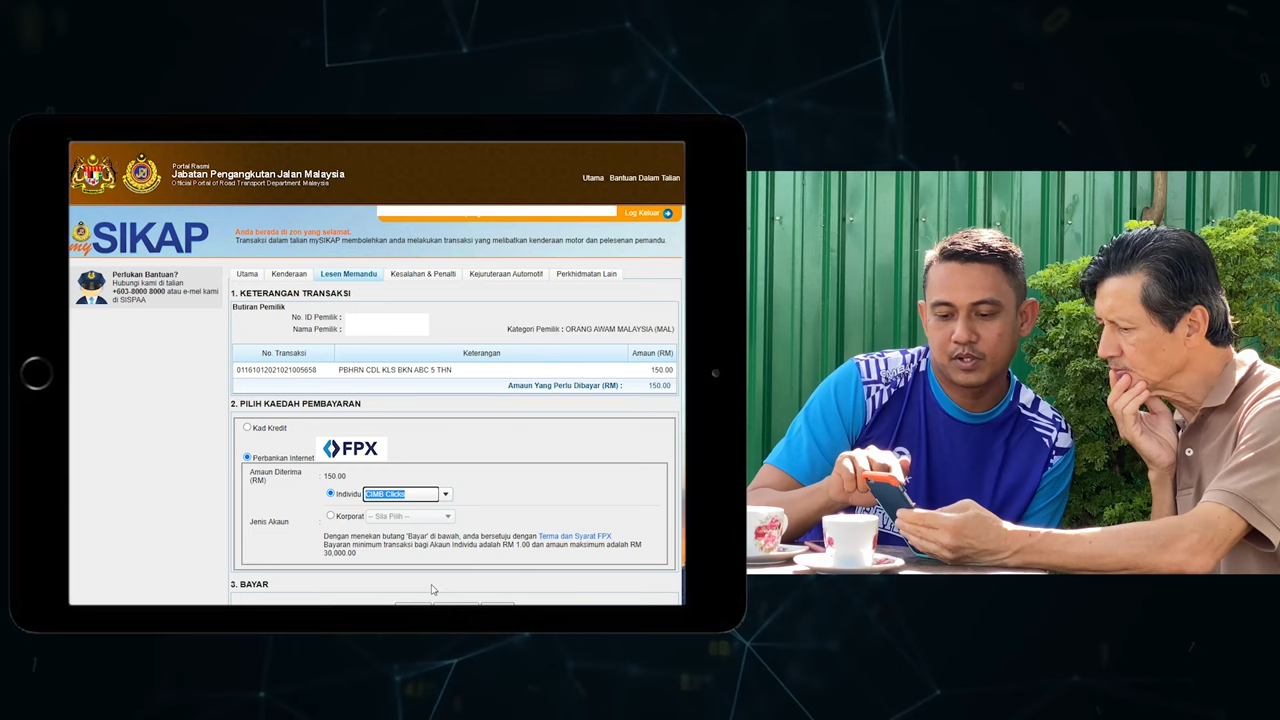 Portal Rasmi
Jabatan Pengangkutan Jalan Malaysia
Official Portal of Road Transport Department Malaysia
Utama Bantuan Dalam Talian
Log Keluar
mySIKAP
Anda berada di zon yang selamat.
Transaksi dalam talian mySIKAP membolehkan anda melakukan transaksi yang melibatkan kenderaan motor dan pelesenan pemandu.
Perlukan Bantuan?
Hubungi kami di talian
+603-8000 8000 atau e-mel kami
di SISPAA
Utama Kenderaan Lesen Memandu Kesalahan & Penalti Kejuruteraan Automotif Perkhidmatan Lain
1. KETERANGAN TRANSAKSI
Butiran Pemilik
No. ID Pemilik :
Nama Pemilik : Kategori Pemilik : ORANG AWAM MALAYSIA (MAL)
No. Transaksi Keterangan Amaun (RM)
01161012021021005658 PBHRN CDL KLS BKN ABC 5 THN 150.00
Amaun Yang Perlu Dibayar (RM) : 150.00
2. PILIH KAEDAH PEMBAYARAN
Kad Kredit
Perbankan Internet FPX
Amaun Diterima
(RM) : 150.00
Individu CIMB Clicks
Jenis Akaun :
Korporat -- Sila Pilih --
Dengan menekan butang 'Bayar' di bawah, anda bersetuju dengan Terma dan Syarat FPX
Bayaran minimum transaksi bagi Akaun Individu adalah RM 1.00 dan amaun maksimum adalah RM
30,000.00
3. BAYAR